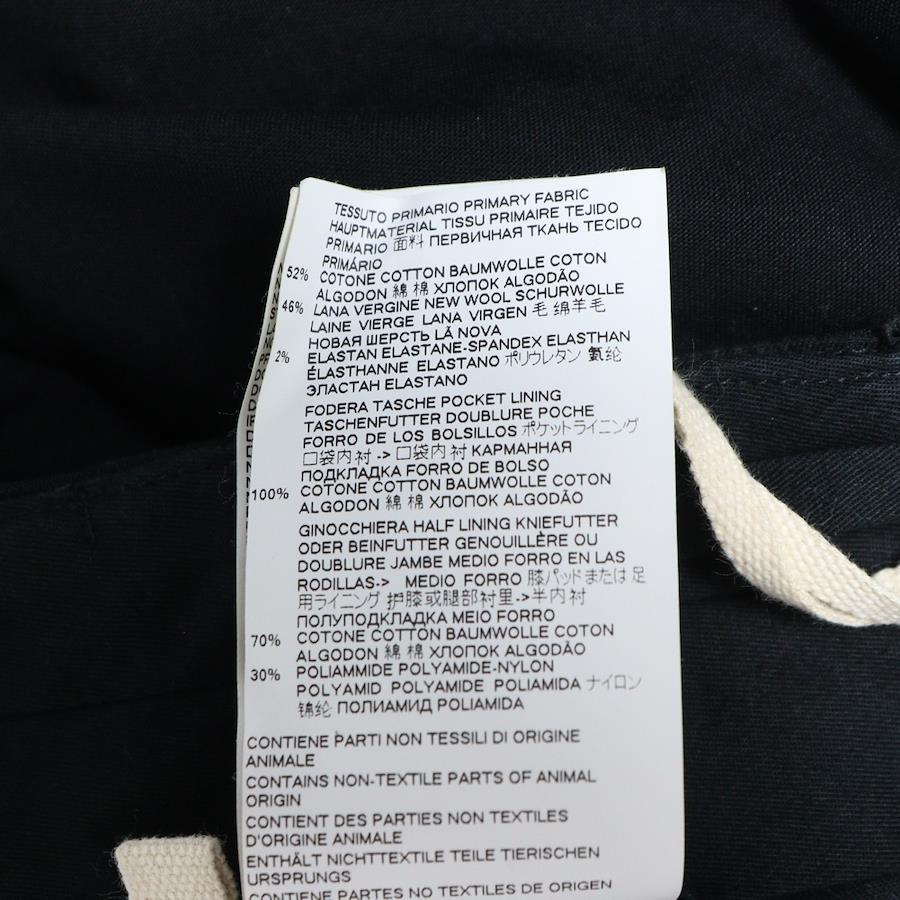 TESSUTO PRIMARIO PRIMARY FABRIC
HAUPTMATERIAL TISSU PRIMAIRE TEJIDO
PRIMARIO 面料 ПЕРВИЧНАЯ ТКАНЬ TECIDO
PRIMÁRIO
52% COTONE COTTON BAUMWOLLE COTON
ALGODON 綿 棉 ХЛОПОК ALGODÃO
46% LANA VERGINE NEW WOOL SCHURWOLLE
LAINE VIERGE LANA VIRGEN 毛 绵羊毛
НОВАЯ ШЕРСТЬ LÃ NOVA
2% ELASTAN ELASTANE-SPANDEX ELASTHAN
ÉLASTHANNE ELASTANO ポリウレタン 氨纶
ЭЛАСТАН ELASTANO
FODERA TASCHE POCKET LINING
TASCHENFUTTER DOUBLURE POCHE
FORRO DE LOS BOLSILLOS ポケットライニング
口袋内衬 -> 口袋内衬 КАРМАННАЯ
ПОДКЛАДКА FORRO DE BOLSO
100% COTONE COTTON BAUMWOLLE COTON
ALGODON 綿 棉 ХЛОПОК ALGODÃO
GINOCCHIERA HALF LINING KNIEFUTTER
ODER BEINFUTTER GENOUILLÈRE OU
DOUBLURE JAMBE MEDIO FORRO EN LAS
RODILLAS-> MEDIO FORRO 膝パッドまたは足
用ライニング 护膝或腿部衬里->半内衬
ПОЛУПОДКЛАДКА MEIO FORRO
70% COTONE COTTON BAUMWOLLE COTON
ALGODON 綿 棉 ХЛОПОК ALGODÃO
30% POLIAMMIDE POLYAMIDE-NYLON
POLYAMID POLYAMIDE POLIAMIDA ナイロン
锦纶 ПОЛИАМИД POLIAMIDA
CONTIENE PARTI NON TESSILI DI ORIGINE
ANIMALE
CONTAINS NON-TEXTILE PARTS OF ANIMAL
ORIGIN
CONTIENT DES PARTIES NON TEXTILES
D'ORIGINE ANIMALE
ENTHÄLT NICHTTEXTILE TEILE TIERISCHEN
URSPRUNGS
CONTIENE PARTES NO TEXTILES DE ORIGEN